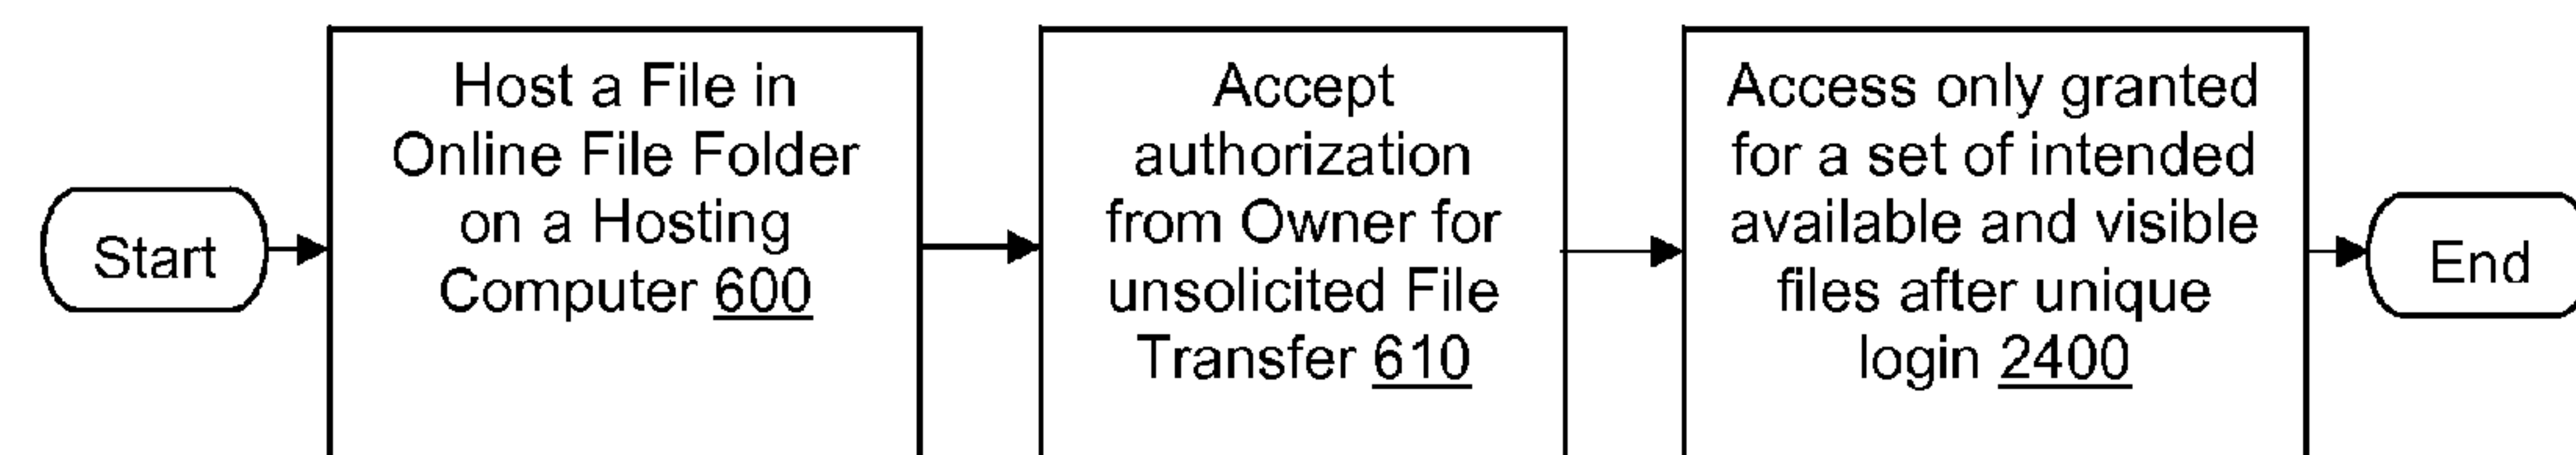 Start
Host a File in
Online File Folder
on a Hosting
Computer 600
Accept
authorization
from Owner for
unsolicited File
Transfer 610
Access only granted
for a set of intended
available and visible
files after unique
login 2400
End